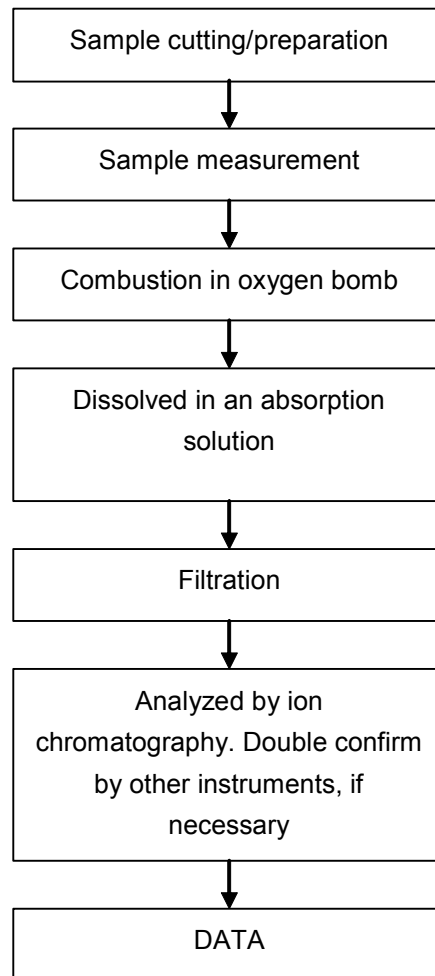 Sample cutting/preparation
Sample measurement
Combustion in oxygen bomb
Dissolved in an absorption
solution
Filtration
Analyzed by ion
chromatography. Double confirm
by other instruments, if
necessary
DATA